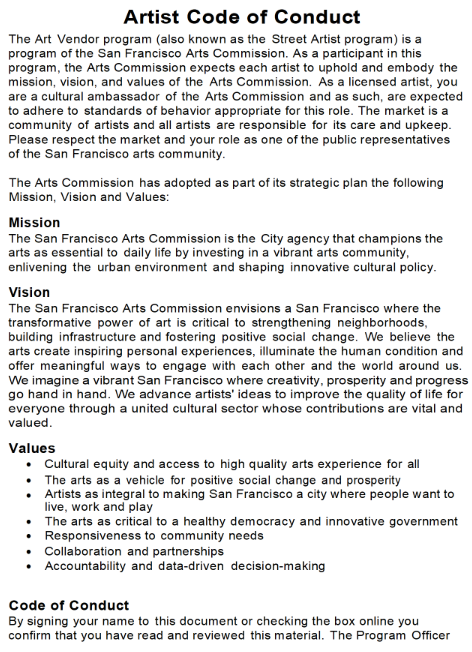 Artist Code of Conduct
The Art Vendor program (also known as the Street Artist program) is a
program of the San Francisco Arts Commission. As a participant in this
program, the Arts Commission expects each artist to uphold and embody the
mission, vision, and values of the Arts Commission. As a licensed artist, you
are a cultural ambassador of the Arts Commission and as such, are expected
to adhere to standards of behavior appropriate for this role. The market is a
community of artists and all artists are responsible for its care and upkeep.
Please respect the market and your role as one of the public representatives
of the San Francisco arts community.
The Arts Commission has adopted as part of its strategic plan the following
Mission, Vision and Values:
Mission
The San Francisco Arts Commission is the City agency that champions the
arts as essential to daily life by investing in a vibrant arts community,
enlivening the urban environment and shaping innovative cultural policy.
Vision
The San Francisco Arts Commission envisions a San Francisco where the
transformative power of art is critical to strengthening neighborhoods,
building infrastructure and fostering positive social change. We believe the
arts create inspiring personal experiences, illuminate the human condition and
offer meaningful ways to engage with each other and the world around us.
We imagine a vibrant San Francisco where creativity, prosperity and progress
go hand in hand. We advance artists' ideas to improve the quality of life for
everyone through a united cultural sector whose contributions are vital and
valued.
Values
• Cultural equity and access to high quality arts experience for all
• The arts as a vehicle for positive social change and prosperity
• Artists as integral to making San Francisco a city where people want to
live, work and play
• The arts as critical to a healthy democracy and innovative government
• Responsiveness to community needs
• Collaboration and partnerships
• Accountability and data-driven decision-making
Code of Conduct
By signing your name to this document or checking the box online you
confirm that you have read and reviewed this material. The Program Officer